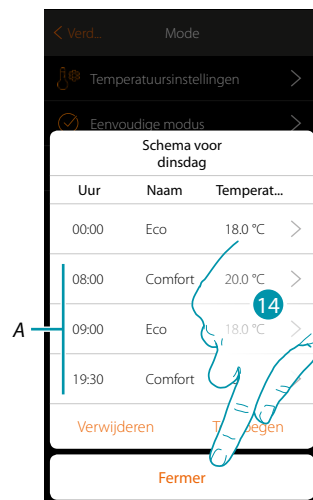 Verd... Mode
Temperatuursinstellingen
Eenvoudige modus
Schema voor
dinsdag
Uur Naam Temperat...
00:00 Eco 18.0 °C
08:00 Comfort 20.0 °C
14
A
09:00 Eco 18.0 °C
19:30 Comfort
Verwijderen
Fermer